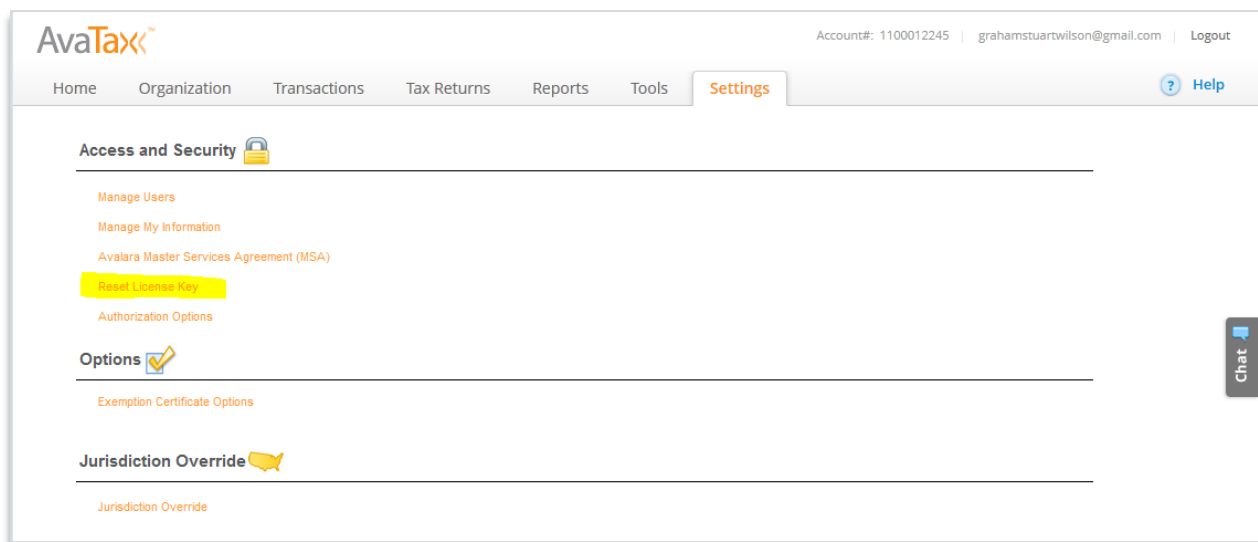 AvaTax
Account#: 1100012245 | grahamstuartwilson@gmail.com | Logout
Home Organization Transactions Tax Returns Reports Tools Settings ? Help
Access and Security
Manage Users
Manage My Information
Avalara Master Services Agreement (MSA)
Reset License Key
Authorization Options
Chat
Options
Exemption Certificate Options
Jurisdiction Override
Jurisdiction Override